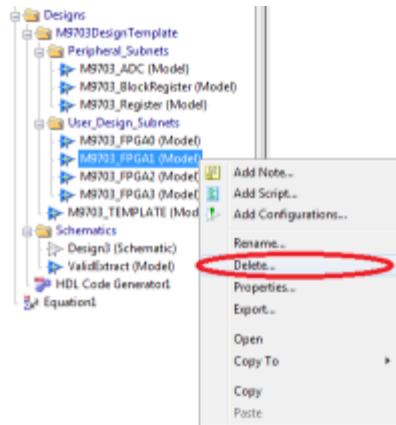 Designs
M9703DesignTemplate
Peripheral_Subnets
M9703_ADC (Model)
M9703_BlockRegister (Model)
M9703_Register (Model)
User_Design_Subnets
M9703_FPGA0 (Model)
M9703_FPGA1 (Model)
M9703_FPGA2 (Model)
M9703_FPGA3 (Model)
M9703_TEMPLATE (Mod
Schematics
Design3 (Schematic)
ValidExtract (Model)
HDL Code Generator1
Equation1
Add Note...
Add Script...
Add Configurations...
Rename...
Delete...
Properties...
Export...
Open
Copy To
Copy
Paste